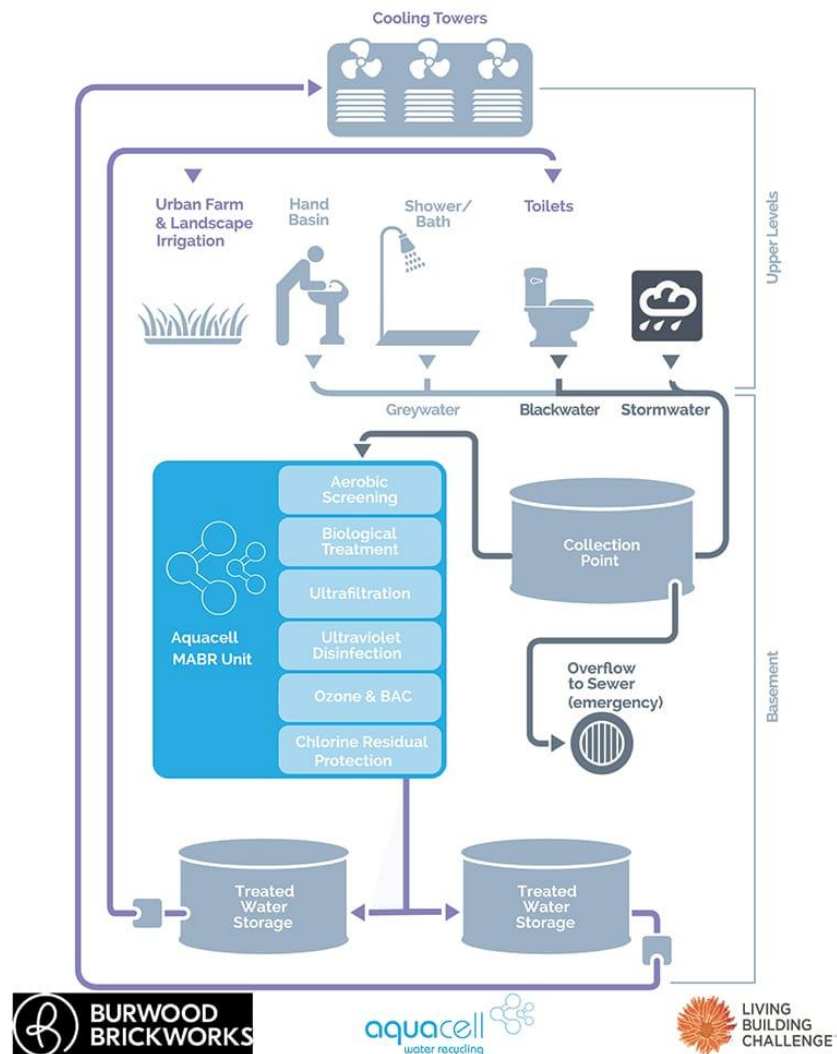 Cooling Towers
Urban Farm
& Landscape
Irrigation
Hand
Basin
Shower/
Bath
Toilets
Upper Levels
Greywater
Blackwater
Stormwater
Aerobic
Screening
Biological
Treatment
Ultrafiltration
Ultraviolet
Disinfection
Ozone & BAC
Chlorine Residual
Protection
Aquacell
MABR Unit
Collection
Point
Overflow
to Sewer
(emergency)
Basement
Treated
Water
Storage
Treated
Water
Storage
BURWOOD
BRICKWORKS
aquacell
water recycling
LIVING
BUILDING
CHALLENGE